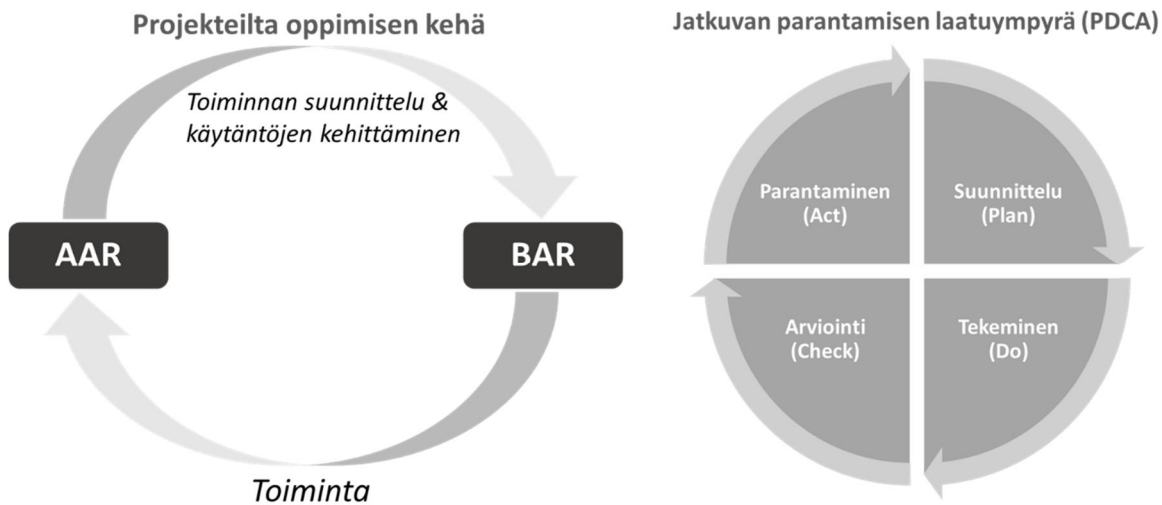 Projekteilta oppimisen kehä
Toiminnan suunnittelu &
käytäntöjen kehittäminen
AAR
BAR
Toiminta
Jatkuvan parantamisen laatuympyrä (PDCA)
Parantaminen
(Act)
Suunnittelu
(Plan)
Arviointi
(Check)
Tekeminen
(Do)